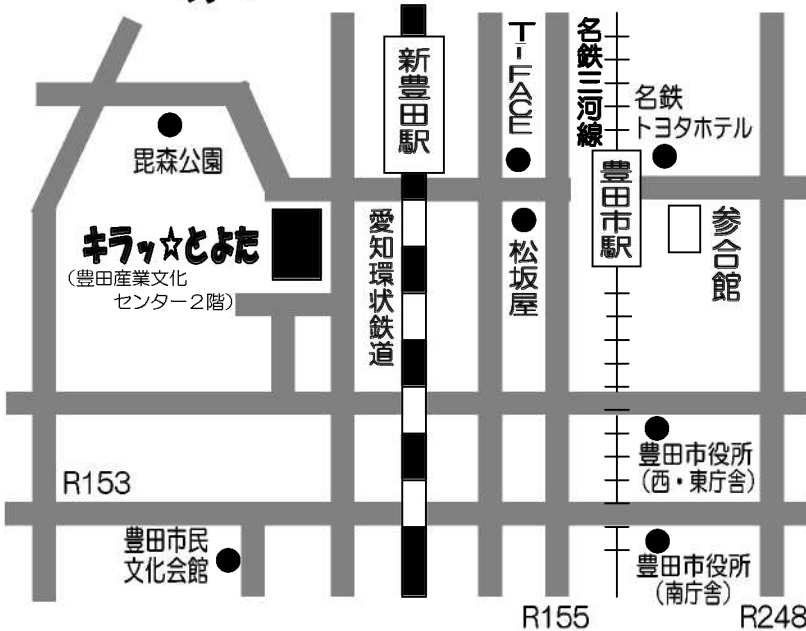 新豊田駅
T-FACE
名鉄三河線
名鉄
トヨタホテル
毘森公園
豊田市駅
キラッ☆とよた
（豊田産業文化
センター２階）
愛知環状鉄道
松坂屋
参合館
R153
豊田市役所
（西・東庁舎）
豊田市民
文化会館
豊田市役所
（南庁舎）
R155
R248